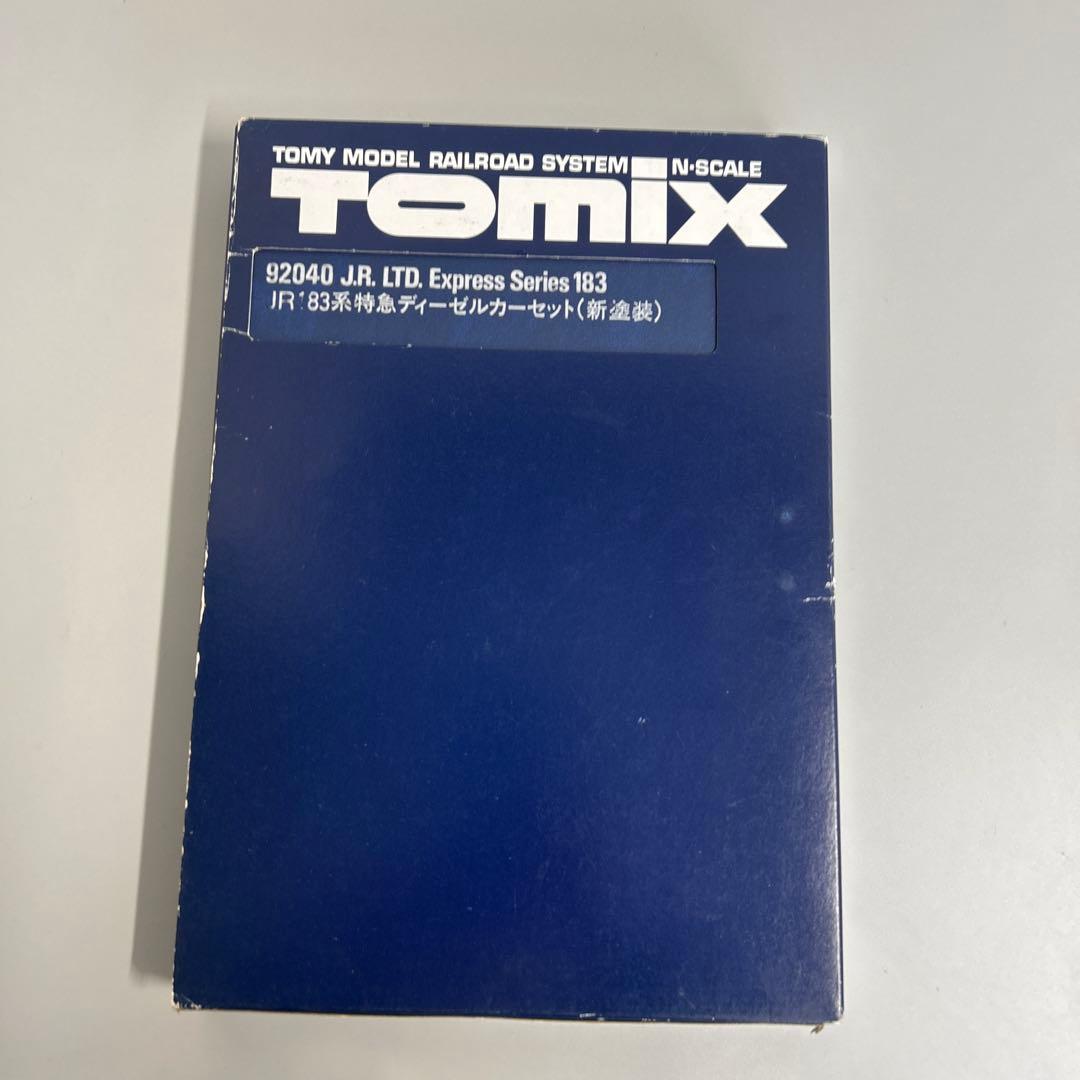 TOMY MODEL RAILROAD SYSTEM N·SCALE
TOMIX
92040 J.R. LTD. Express Series 183
JR183系特急ディーゼルカーセット(新塗装)